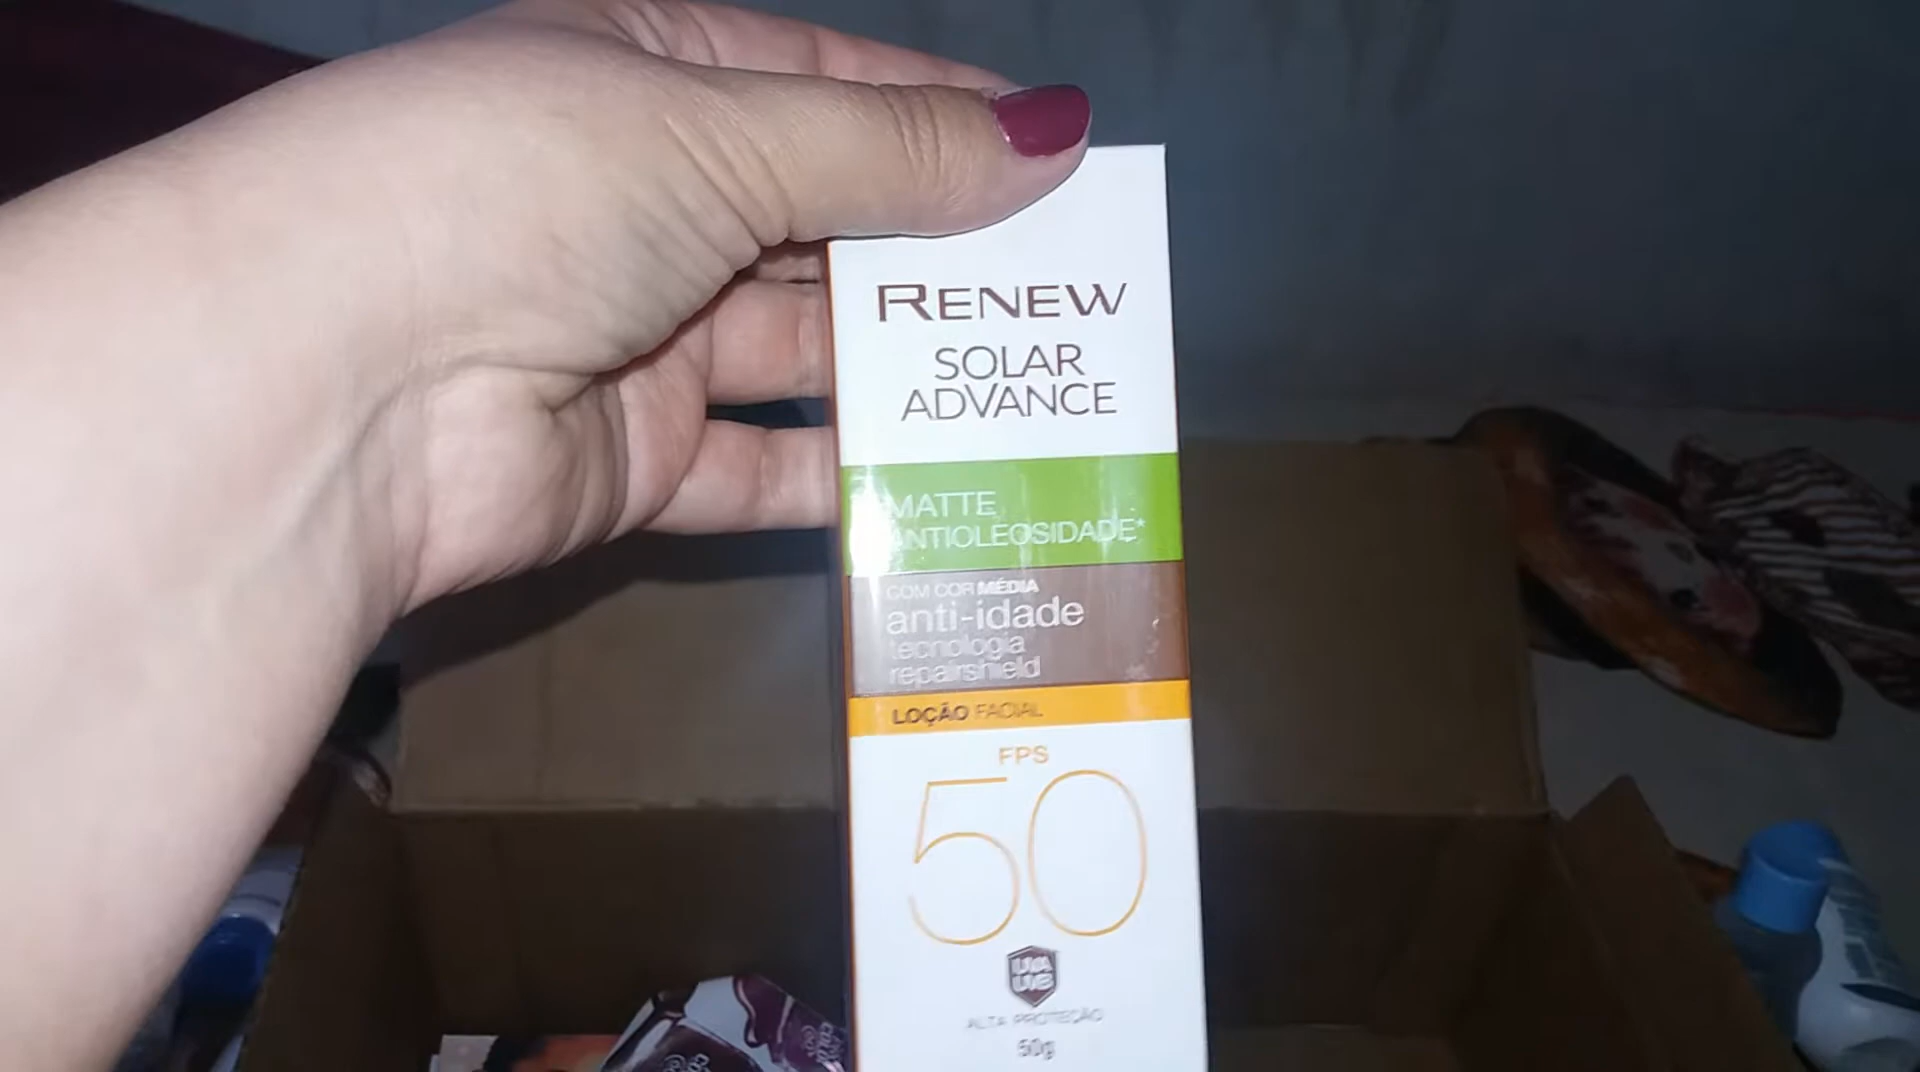 RENEW
SOLAR
ADVANCE
MATTE
ANTIOLEOSIDADE*
COM COR MÉDIA
anti-idade
tecnologia
repairshield
LOÇÃO FACIAL
FPS
50
UVA
UVB
ALTA PROTEÇÃO
50g